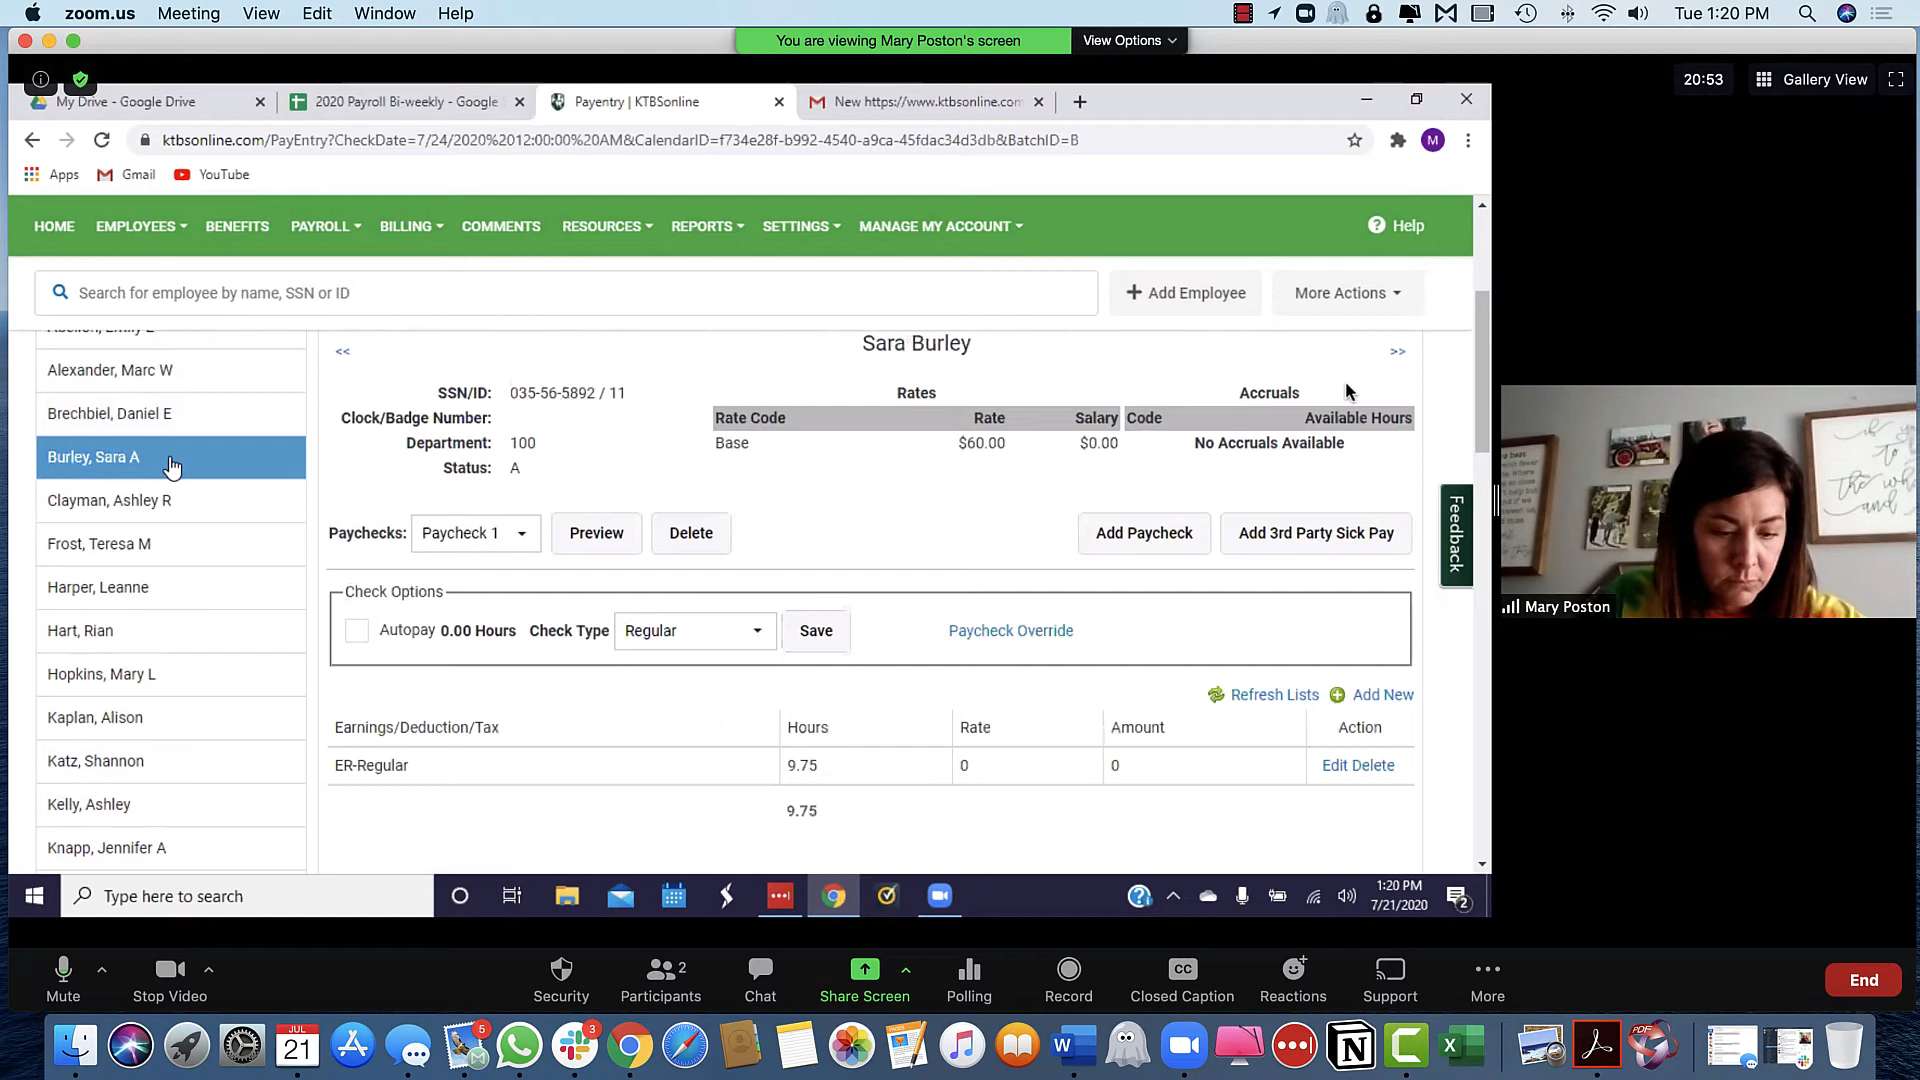 zoom.us Meeting View Edit Window Help
Tue 1:20 PM
You are viewing Mary Poston's screen View Options
20:53 Gallery View
My Drive - Google Drive
2020 Payroll Bi-weekly - Google
Payentry | KTBSonline
New https://www.ktbsonline.com
ktbsonline.com/PayEntry?CheckDate=7/24/2020%2012:00:00%20AM&CalendarID=f734e28f-b992-4540-a9ca-45fdac34d3db&BatchID=B
M
Apps Gmail YouTube
HOME EMPLOYEES BENEFITS PAYROLL BILLING COMMENTS RESOURCES REPORTS SETTINGS MANAGE MY ACCOUNT Help
Search for employee by name, SSN or ID
Add Employee
More Actions
Alexander, Marc W
Brechbiel, Daniel E
Burley, Sara A
Clayman, Ashley R
Frost, Teresa M
Harper, Leanne
Hart, Rian
Hopkins, Mary L
Kaplan, Alison
Katz, Shannon
Kelly, Ashley
Knapp, Jennifer A
<< Sara Burley >>
SSN/ID: 035-56-5892 / 11
Clock/Badge Number:
Department: 100
Status: A
Rates
Rate Code Rate Salary
Base $60.00 $0.00
Accruals
Code Available Hours
No Accruals Available
Paychecks: Paycheck 1 Preview Delete Add Paycheck Add 3rd Party Sick Pay
Check Options
Autopay 0.00 Hours Check Type Regular Save Paycheck Override
Refresh Lists Add New
Earnings/Deduction/Tax Hours Rate Amount Action
ER-Regular 9.75 0 0 Edit Delete
9.75
Feedback
Mary Poston
Type here to search
1:20 PM
7/21/2020
2
Mute Stop Video Security Participants 2 Chat Share Screen Polling Record CC Closed Caption Reactions Support More End
JUL
21
5
3
W
N
X
PDF